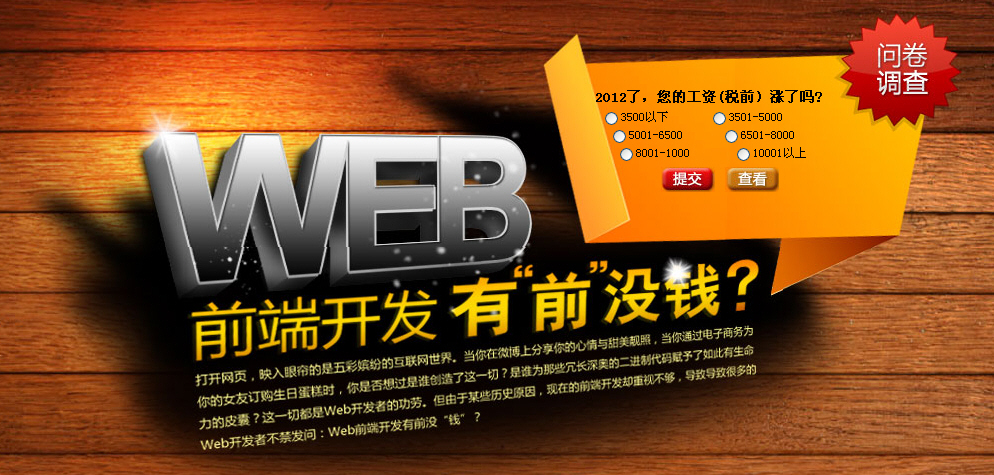 问卷
调查
2012了，您的工资(税前）涨了吗?
3500以下 3501-5000
5001-6500 6501-8000
8001-1000 10001以上
提交 查看
WEB
前端开发 有“前”没钱？
打开网页，映入眼帘的是五彩缤纷的互联网世界。当你在微博上分享你的心情与甜美靓照，当你通过电子商务为
你的女友订购生日蛋糕时，你是否想过是谁创造了这一切？是谁为那些冗长深奥的二进制代码赋予了如此有生命
力的皮囊？这一切都是Web开发者的功劳。但由于某些历史原因，现在的前端开发却重视不够，导致导致很多的
Web开发者不禁发问：Web前端开发有前没“钱”？